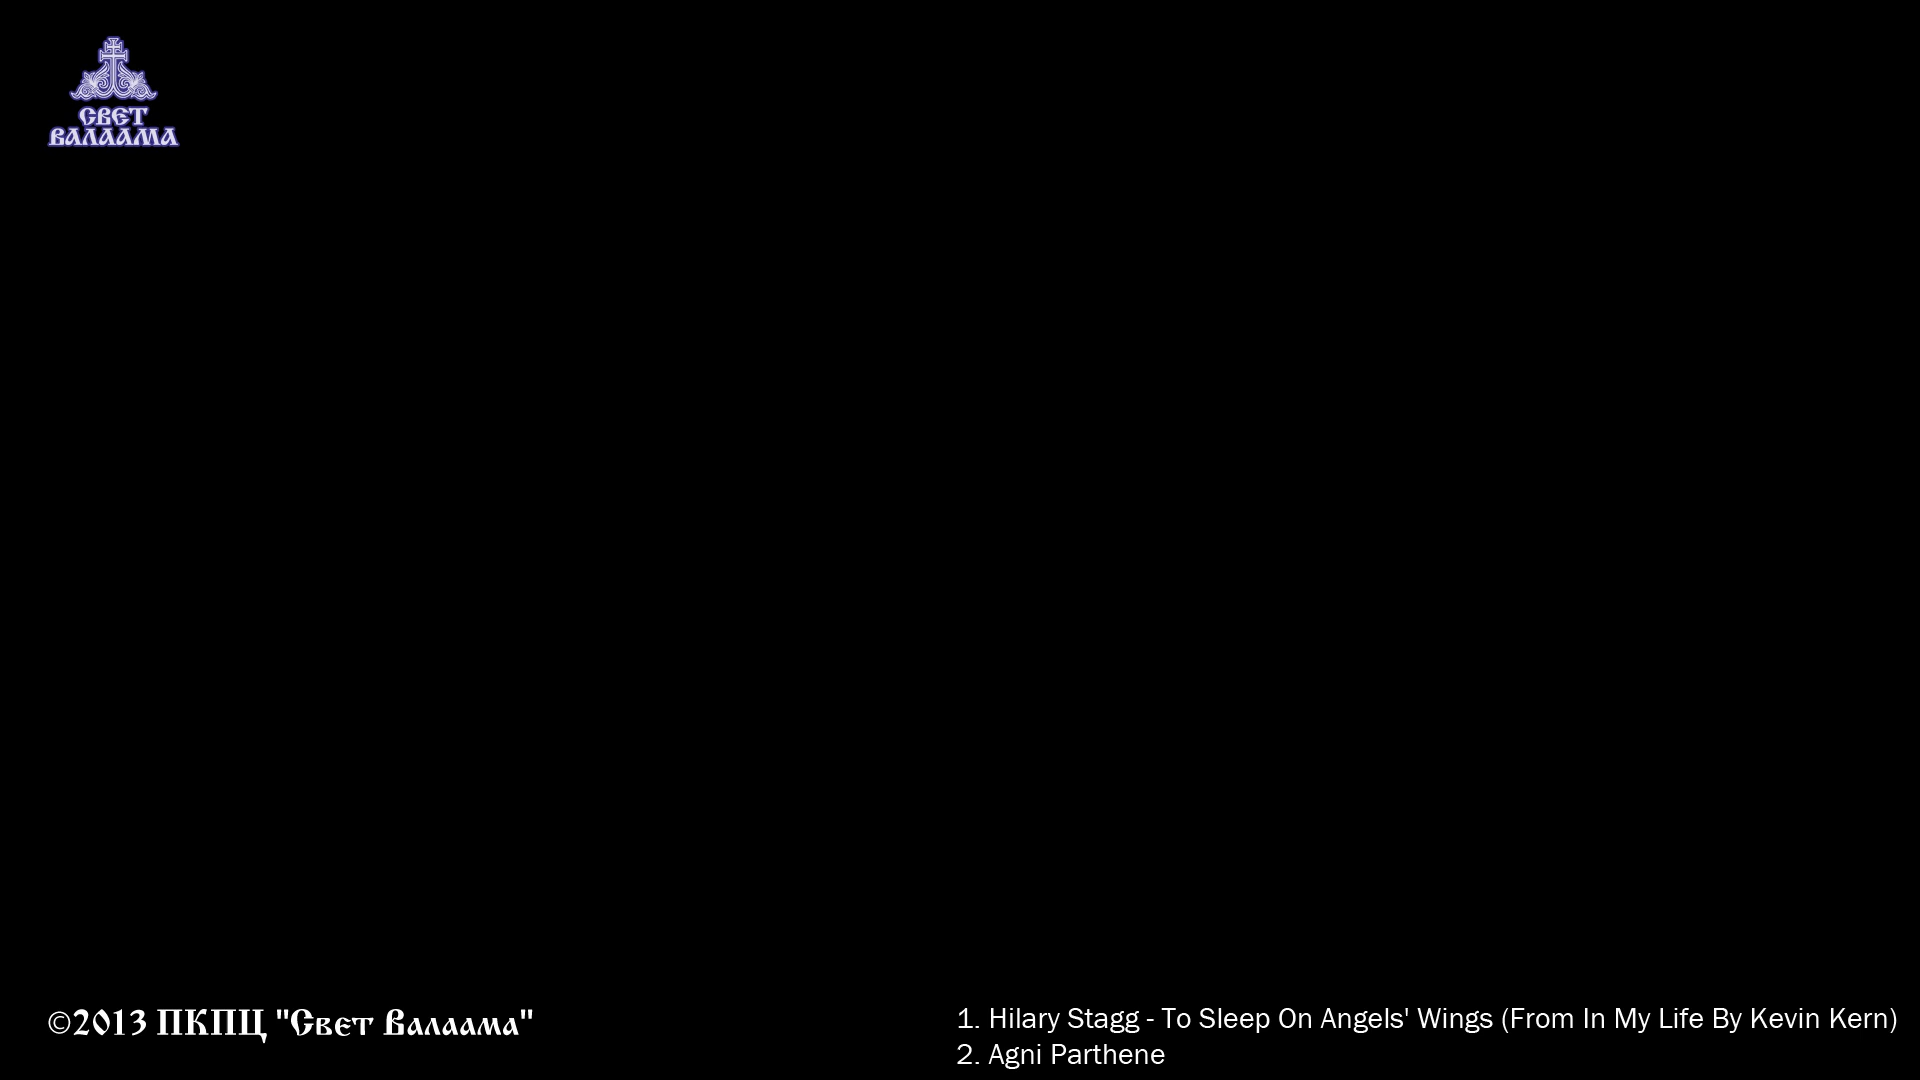 СВЕТ
ВАЛААМА
©2013 ПКПЦ "Свет Валаама"
1. Hilary Stagg - To Sleep On Angels' Wings (From In My Life By Kevin Kern)
2. Agni Parthene